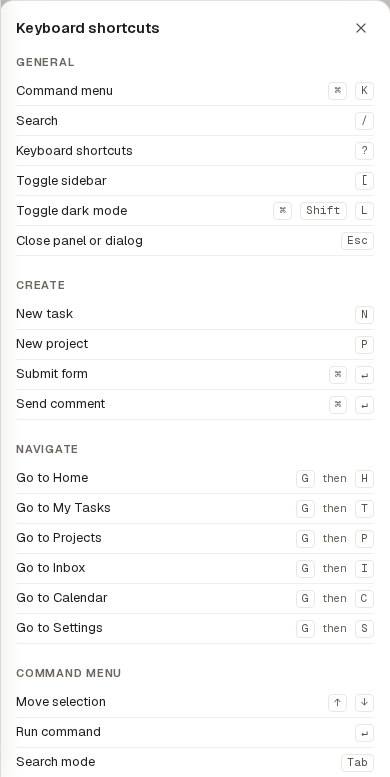 Keyboard shortcuts
GENERAL
Command menu ⌘ K
Search /
Keyboard shortcuts ?
Toggle sidebar [
Toggle dark mode ⌘ Shift L
Close panel or dialog Esc
CREATE
New task N
New project P
Submit form ⌘ ↵
Send comment ⌘ ↵
NAVIGATE
Go to Home G then H
Go to My Tasks G then T
Go to Projects G then P
Go to Inbox G then I
Go to Calendar G then C
Go to Settings G then S
COMMAND MENU
Move selection ↑ ↓
Run command ↵
Search mode Tab